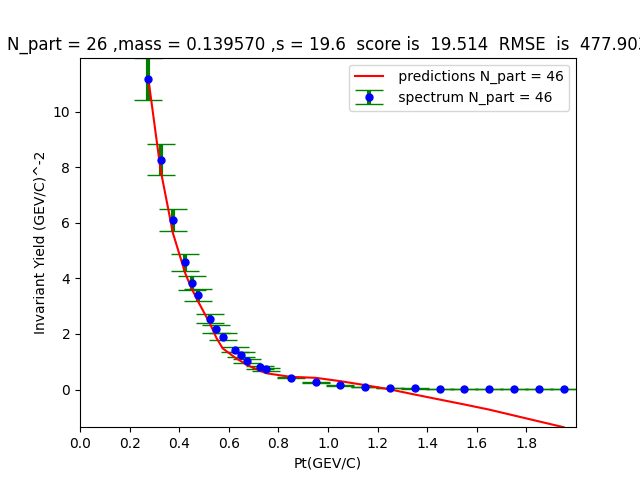 N_part = 26 ,mass = 0.139570 ,s = 19.6  score is  19.514  RMSE  is  477.903
predictions N_part = 46
spectrum N_part = 46
Invariant Yield (GEV/C)^-2
10
8
6
4
2
0
0.0 0.2 0.4 0.6 0.8 1.0 1.2 1.4 1.6 1.8
Pt(GEV/C)